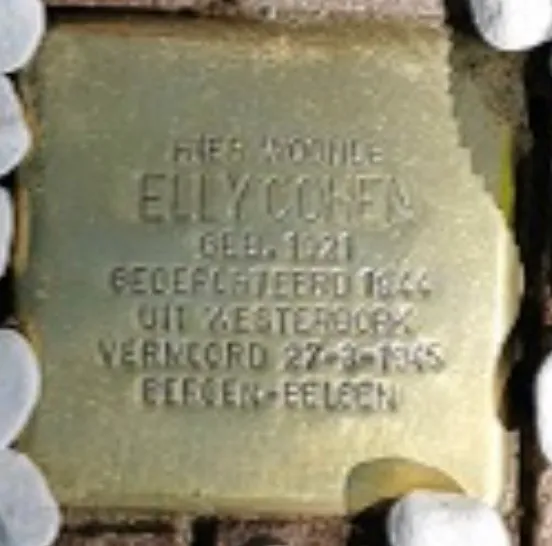 HIER WOONDE
ELLY COHEN
GEB. 1921
GEDEPORTEERD 1944
UIT WESTERBORK
VERMOORD 27-3-1945
BERGEN-BELSEN